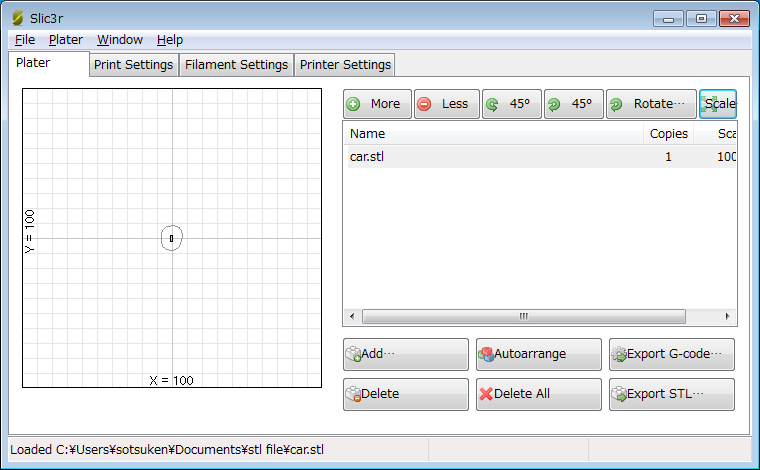 Slic3r
File Plater Window Help
Plater Print Settings Filament Settings Printer Settings
More Less 45° 45° Rotate… Scale
Name Copies Sca
car.stl 1 100
Y = 100
X = 100
Add… Autoarrange Export G-code…
Delete Delete All Export STL…
Loaded C:¥Users¥sotsuken¥Documents¥stl file¥car.stl